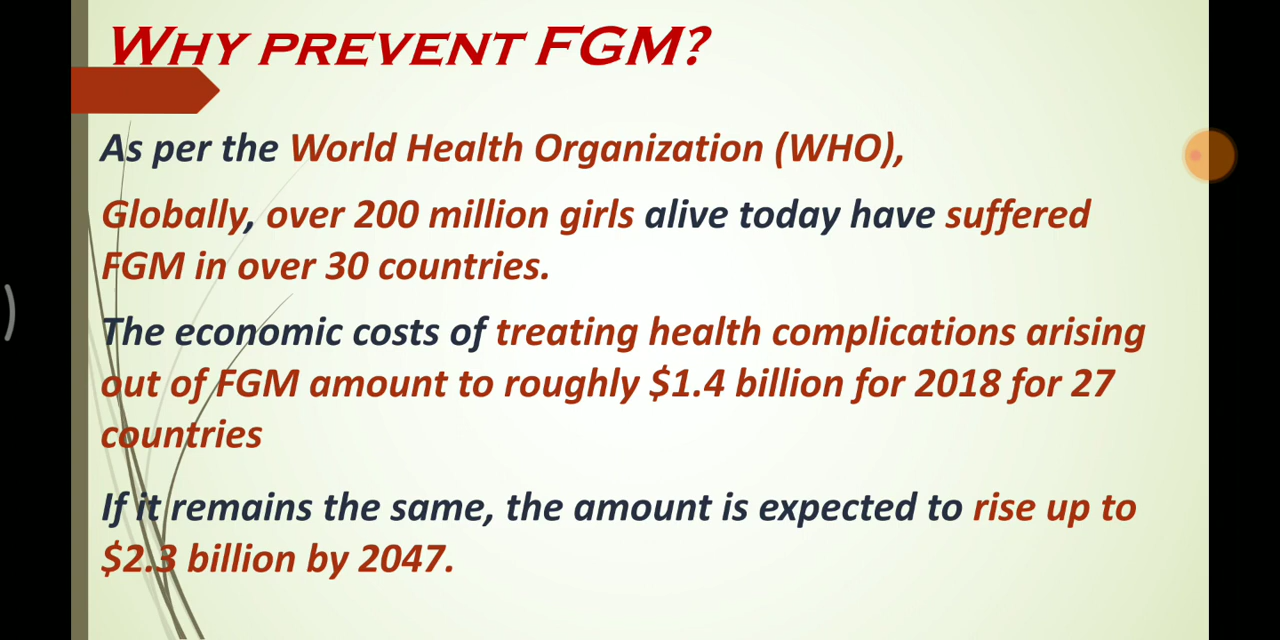 WHY PREVENT FGM?
As per the World Health Organization (WHO),
Globally, over 200 million girls alive today have suffered
FGM in over 30 countries.
The economic costs of treating health complications arising
out of FGM amount to roughly $1.4 billion for 2018 for 27
countries
If it remains the same, the amount is expected to rise up to
$2.3 billion by 2047.